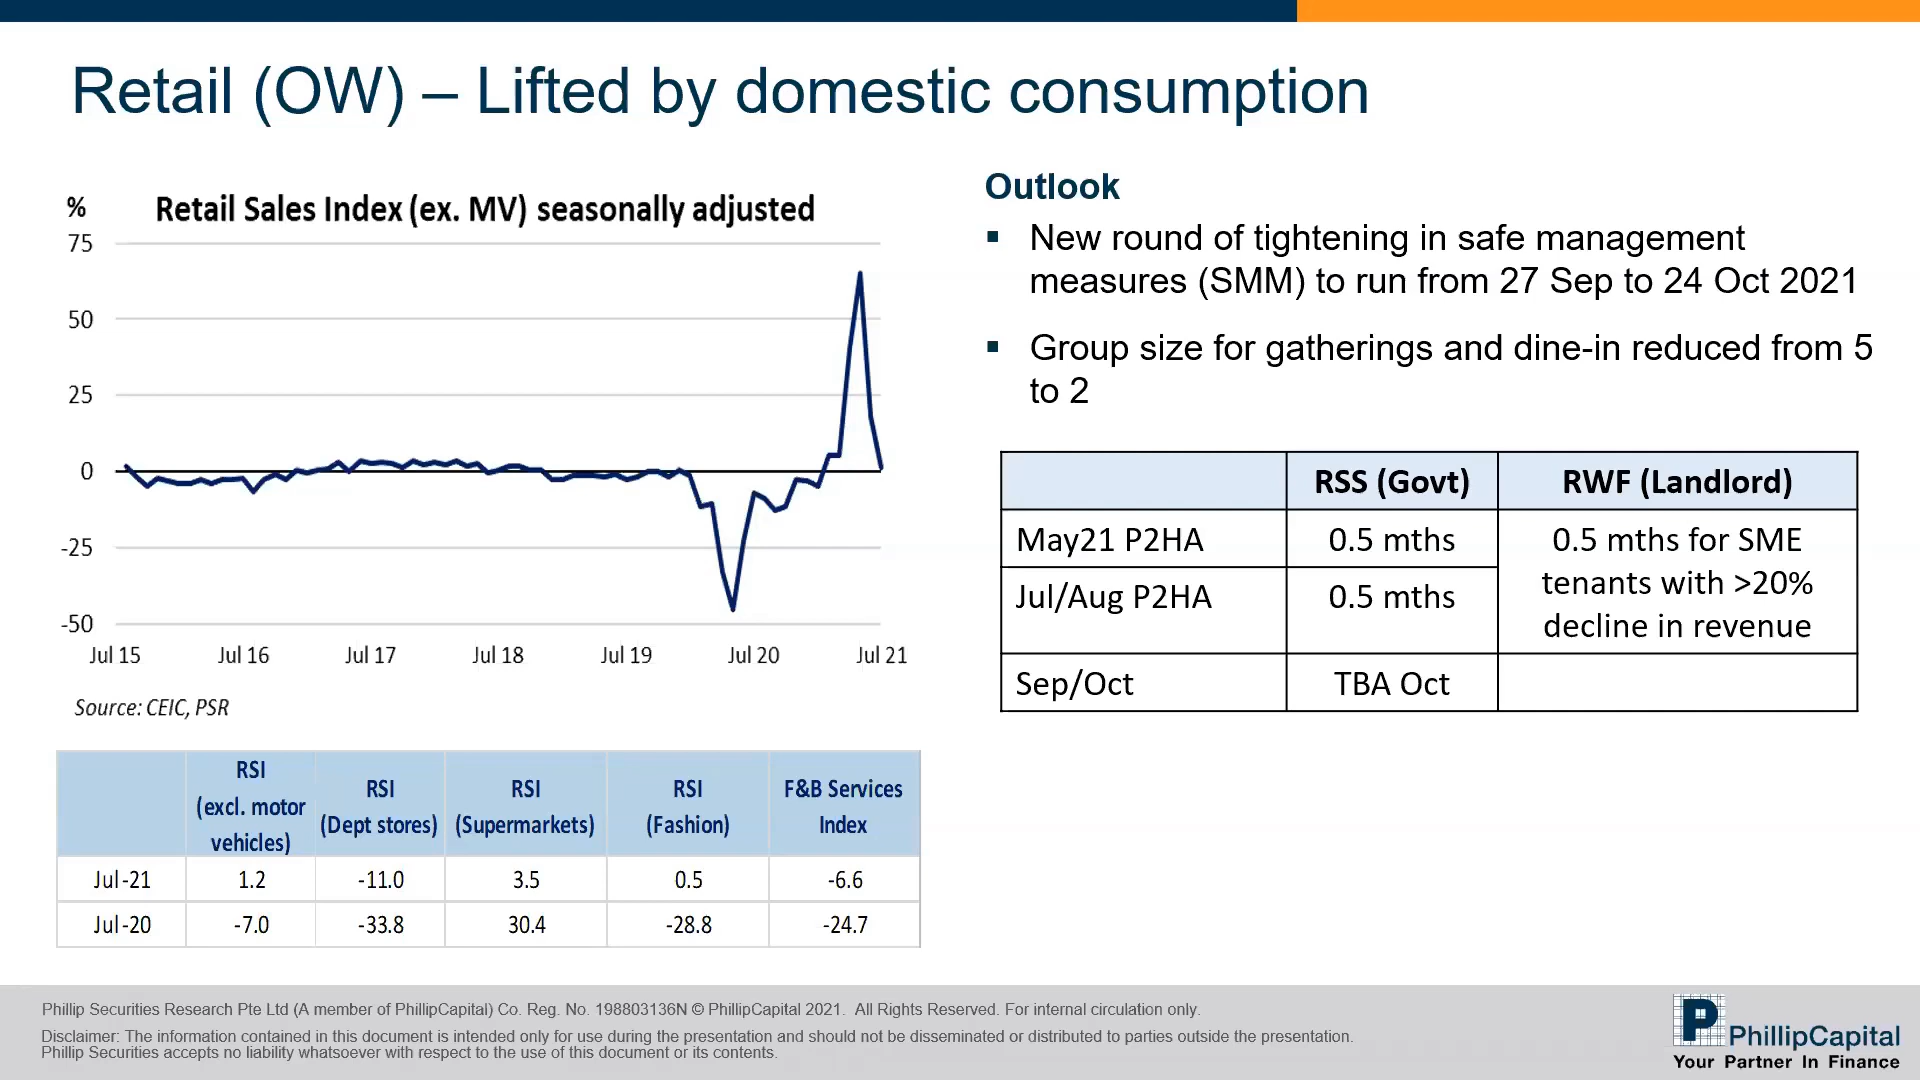 Retail (OW) – Lifted by domestic consumption
%
Retail Sales Index (ex. MV) seasonally adjusted
75
50
25
0
-25
-50
Jul 15 Jul 16 Jul 17 Jul 18 Jul 19 Jul 20 Jul 21
Source: CEIC, PSR
RSI (excl. motor vehicles) RSI (Dept stores) RSI (Supermarkets) RSI (Fashion) F&B Services Index
Jul-21 1.2 -11.0 3.5 0.5 -6.6
Jul-20 -7.0 -33.8 30.4 -28.8 -24.7
Outlook
▪ New round of tightening in safe management
measures (SMM) to run from 27 Sep to 24 Oct 2021
▪ Group size for gatherings and dine-in reduced from 5
to 2
RSS (Govt) RWF (Landlord)
May21 P2HA 0.5 mths 0.5 mths for SME
tenants with >20%
decline in revenue
Jul/Aug P2HA 0.5 mths
Sep/Oct TBA Oct
Phillip Securities Research Pte Ltd (A member of PhillipCapital) Co. Reg. No. 198803136N © PhillipCapital 2021. All Rights Reserved. For internal circulation only.
Disclaimer: The information contained in this document is intended only for use during the presentation and should not be disseminated or distributed to parties outside the presentation.
Phillip Securities accepts no liability whatsoever with respect to the use of this document or its contents.
P
PhillipCapital
Your Partner In Finance